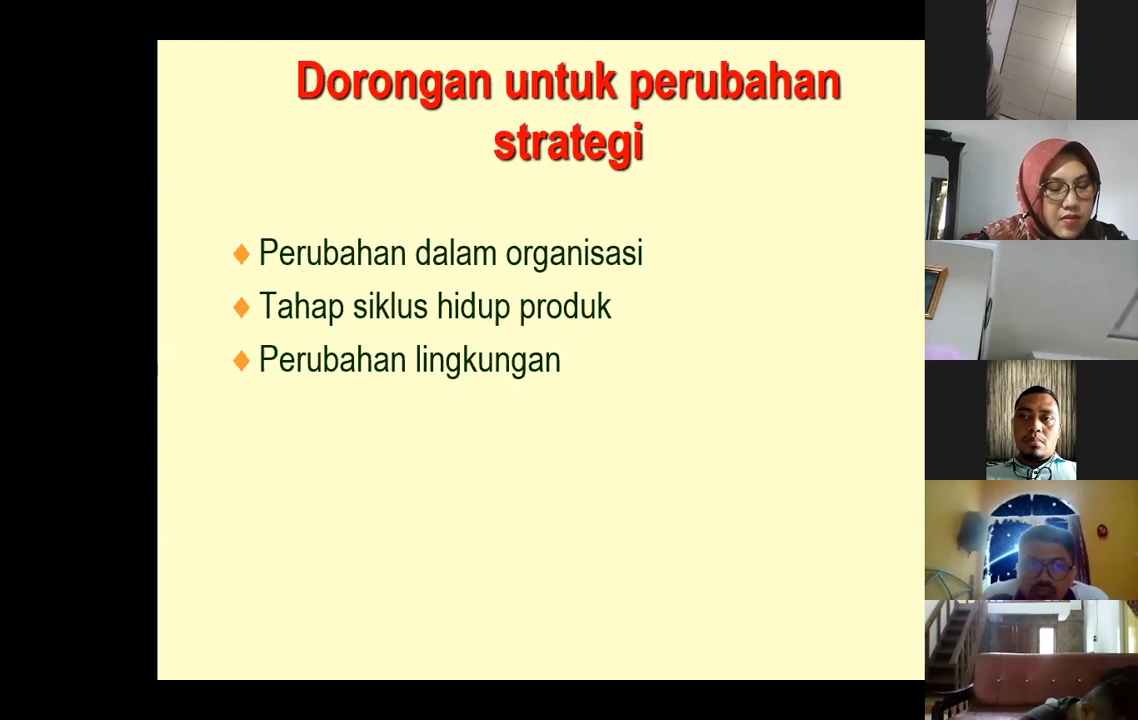 Dorongan untuk perubahan
strategi
Perubahan dalam organisasi
Tahap siklus hidup produk
Perubahan lingkungan